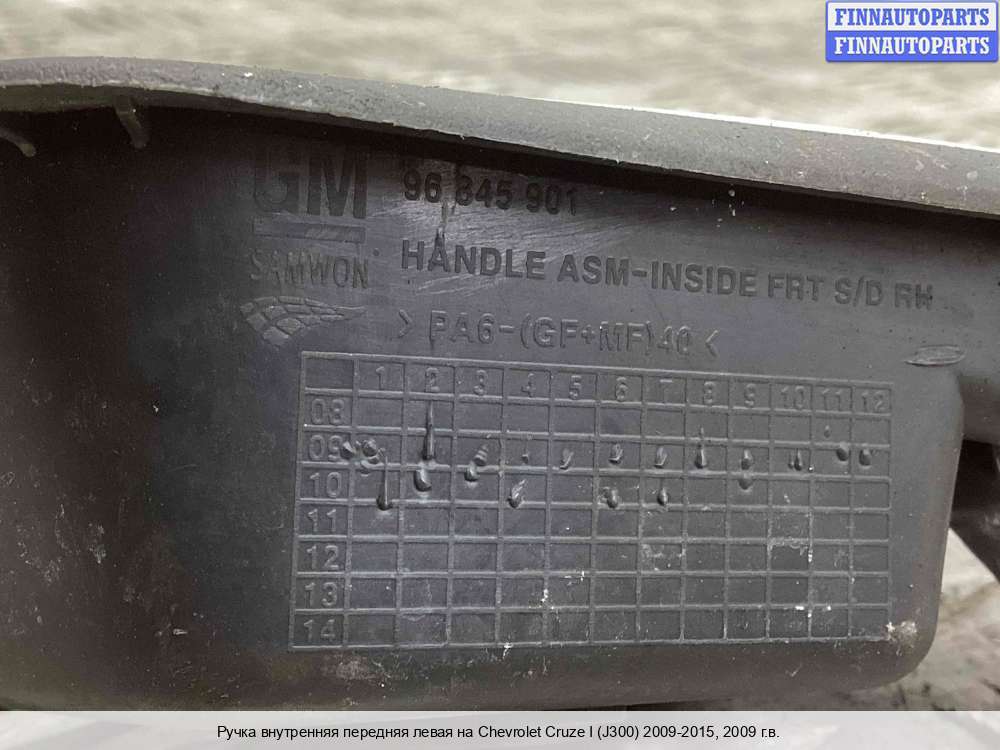 FINNAUTOPARTS
FINNAUTOPARTS
GM 96 845 901
SAMWON HANDLE ASM-INSIDE FRT S/D RH
> PA6-(GF+MF)40 <
1 2 3 4 5 6 7 8 9 10 11 12
08
09
10
11
12
13
14
Ручка внутренняя передняя левая на Chevrolet Cruze I (J300) 2009-2015, 2009 г.в.